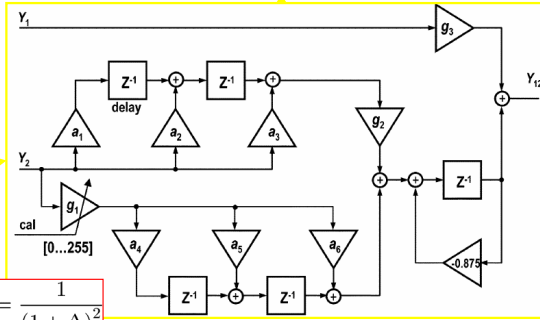 Y₁
g₃
Z⁻¹
+
Z⁻¹
+
Y₁₂
delay
+
a₁
a₂
a₃
g₂
Y₂
+
+
Z⁻¹
g₁
cal
[0...255]
a₄
a₅
a₆
-0.875
Z⁻¹
+
Z⁻¹
+
= 1